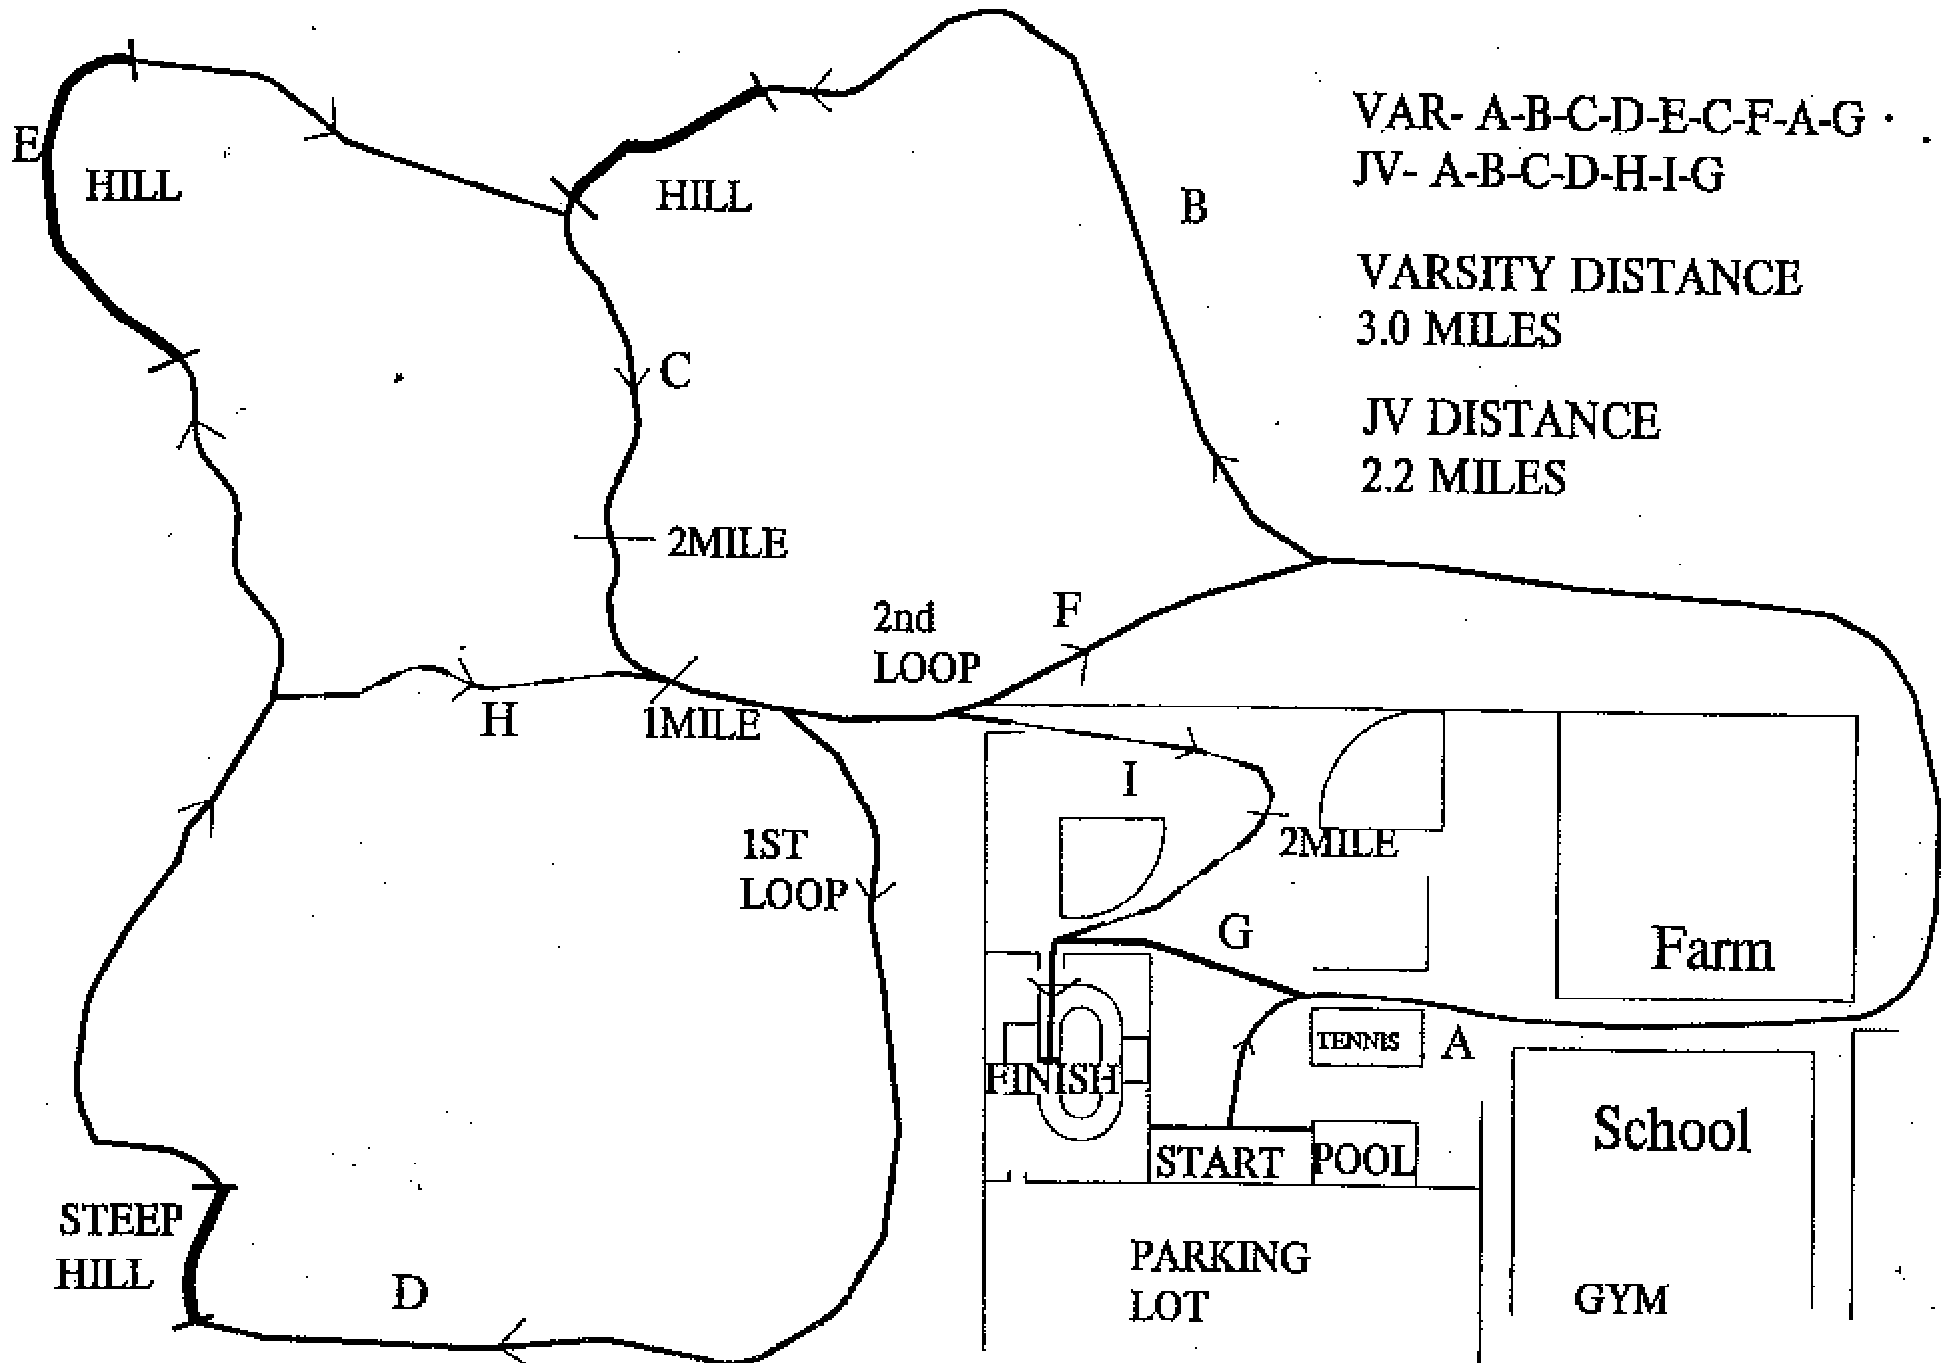 VAR- A-B-C-D-E-C-F-A-G
JV- A-B-C-D-H-I-G
E
HILL
HILL
B
VARSITY DISTANCE
3.0 MILES
C
JV DISTANCE
2.2 MILES
2MILE
2nd
LOOP
F
H
1MILE
I
1ST
LOOP
2MILE
G
Farm
TENNIS
A
FINISH
School
START
POOL
STEEP
HILL
D
PARKING
LOT
GYM